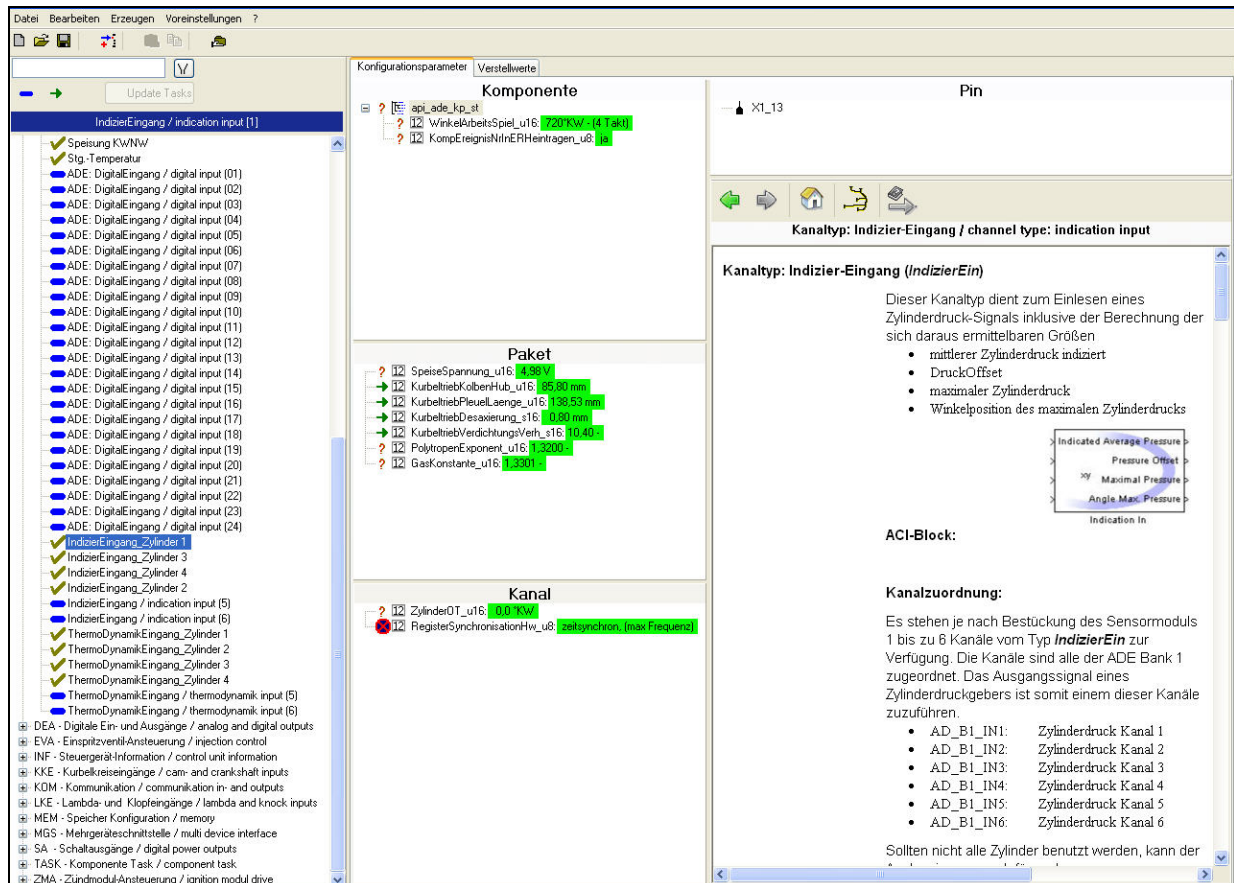 Datei Bearbeiten Erzeugen Voreinstellungen ?
Update Tasks
IndizierEingang / indication input [1]
Speisung KWNW
Stg.-Temperatur
ADE: DigitalEingang / digital input (01)
ADE: DigitalEingang / digital input (02)
ADE: DigitalEingang / digital input (03)
ADE: DigitalEingang / digital input (04)
ADE: DigitalEingang / digital input (05)
ADE: DigitalEingang / digital input (06)
ADE: DigitalEingang / digital input (07)
ADE: DigitalEingang / digital input (08)
ADE: DigitalEingang / digital input (09)
ADE: DigitalEingang / digital input (10)
ADE: DigitalEingang / digital input (11)
ADE: DigitalEingang / digital input (12)
ADE: DigitalEingang / digital input (13)
ADE: DigitalEingang / digital input (14)
ADE: DigitalEingang / digital input (15)
ADE: DigitalEingang / digital input (16)
ADE: DigitalEingang / digital input (17)
ADE: DigitalEingang / digital input (18)
ADE: DigitalEingang / digital input (19)
ADE: DigitalEingang / digital input (20)
ADE: DigitalEingang / digital input (21)
ADE: DigitalEingang / digital input (22)
ADE: DigitalEingang / digital input (23)
ADE: DigitalEingang / digital input (24)
IndizierEingang_Zylinder 1
IndizierEingang_Zylinder 3
IndizierEingang_Zylinder 4
IndizierEingang_Zylinder 2
IndizierEingang / indication input (5)
IndizierEingang / indication input (6)
ThermoDynamikEingang_Zylinder 1
ThermoDynamikEingang_Zylinder 2
ThermoDynamikEingang_Zylinder 3
ThermoDynamikEingang_Zylinder 4
ThermoDynamikEingang / thermodynamik input (5)
ThermoDynamikEingang / thermodynamik input (6)
DEA - Digitale Ein- und Ausgänge / analog and digital outputs
EVA - Einspritzventil-Ansteuerung / injection control
INF - Steuergerät-Information / control unit information
KKE - Kurbelkreiseingänge / cam- and crankshaft inputs
KOM - Kommunikation / communication in- and outputs
LKE - Lambda- und Klopfeingänge / lambda and knock inputs
MEM - Speicher Konfiguration / memory
MGS - Mehrgeräteschnittstelle / multi device interface
SA - Schaltausgänge / digital power outputs
TASK - Komponente Task / component task
ZMA - Zündmodul-Ansteuerung / ignition modul drive
Konfigurationsparameter Verstellwerte
Komponente
? api_ade_kp_st
? 12 WinkelArbeitsSpiel_u16: 720°KW - (4 Takt)
? 12 KompEreignisNrInERHeintragen_u8: ja
Paket
? 12 SpeiseSpannung_u16: 4,98 V
12 KurbeltriebKolbenHub_u16: 85,80 mm
12 KurbeltriebPleuelLaenge_u16: 138,53 mm
12 KurbeltriebDesaxierung_s16: 0,80 mm
12 KurbeltriebVerdichtungsVerh_s16: 10,40 -
? 12 PolytropenExponent_u16: 1,3200 -
? 12 GasKonstante_u16: 1,3301 -
Kanal
? 12 ZylinderOT_u16: 0,0 °KW
12 RegisterSynchronisationHw_u8: zeitsynchron, (max Frequenz)
Pin
X1_13
Kanaltyp: Indizier-Eingang / channel type: indication input
Kanaltyp: Indizier-Eingang (IndizierEin)
Dieser Kanaltyp dient zum Einlesen eines
Zylinderdruck-Signals inklusive der Berechnung der
sich daraus ermittelbaren Größen
• mittlerer Zylinderdruck indiziert
• DruckOffset
• maximaler Zylinderdruck
• Winkelposition des maximalen Zylinderdrucks
Indicated Average Pressure
Pressure Offset
xy Maximal Pressure
Angle Max. Pressure
Indication In
ACI-Block:
Kanalzuordnung:
Es stehen je nach Bestückung des Sensormoduls
1 bis zu 6 Kanäle vom Typ IndizierEin zur
Verfügung. Die Kanäle sind alle der ADE Bank 1
zugeordnet. Das Ausgangssignal eines
Zylinderdruckgebers ist somit einem dieser Kanäle
zuzuführen.
• AD_B1_IN1: Zylinderdruck Kanal 1
• AD_B1_IN2: Zylinderdruck Kanal 2
• AD_B1_IN3: Zylinderdruck Kanal 3
• AD_B1_IN4: Zylinderdruck Kanal 4
• AD_B1_IN5: Zylinderdruck Kanal 5
• AD_B1_IN6: Zylinderdruck Kanal 6
Sollten nicht alle Zylinder benutzt werden, kann der